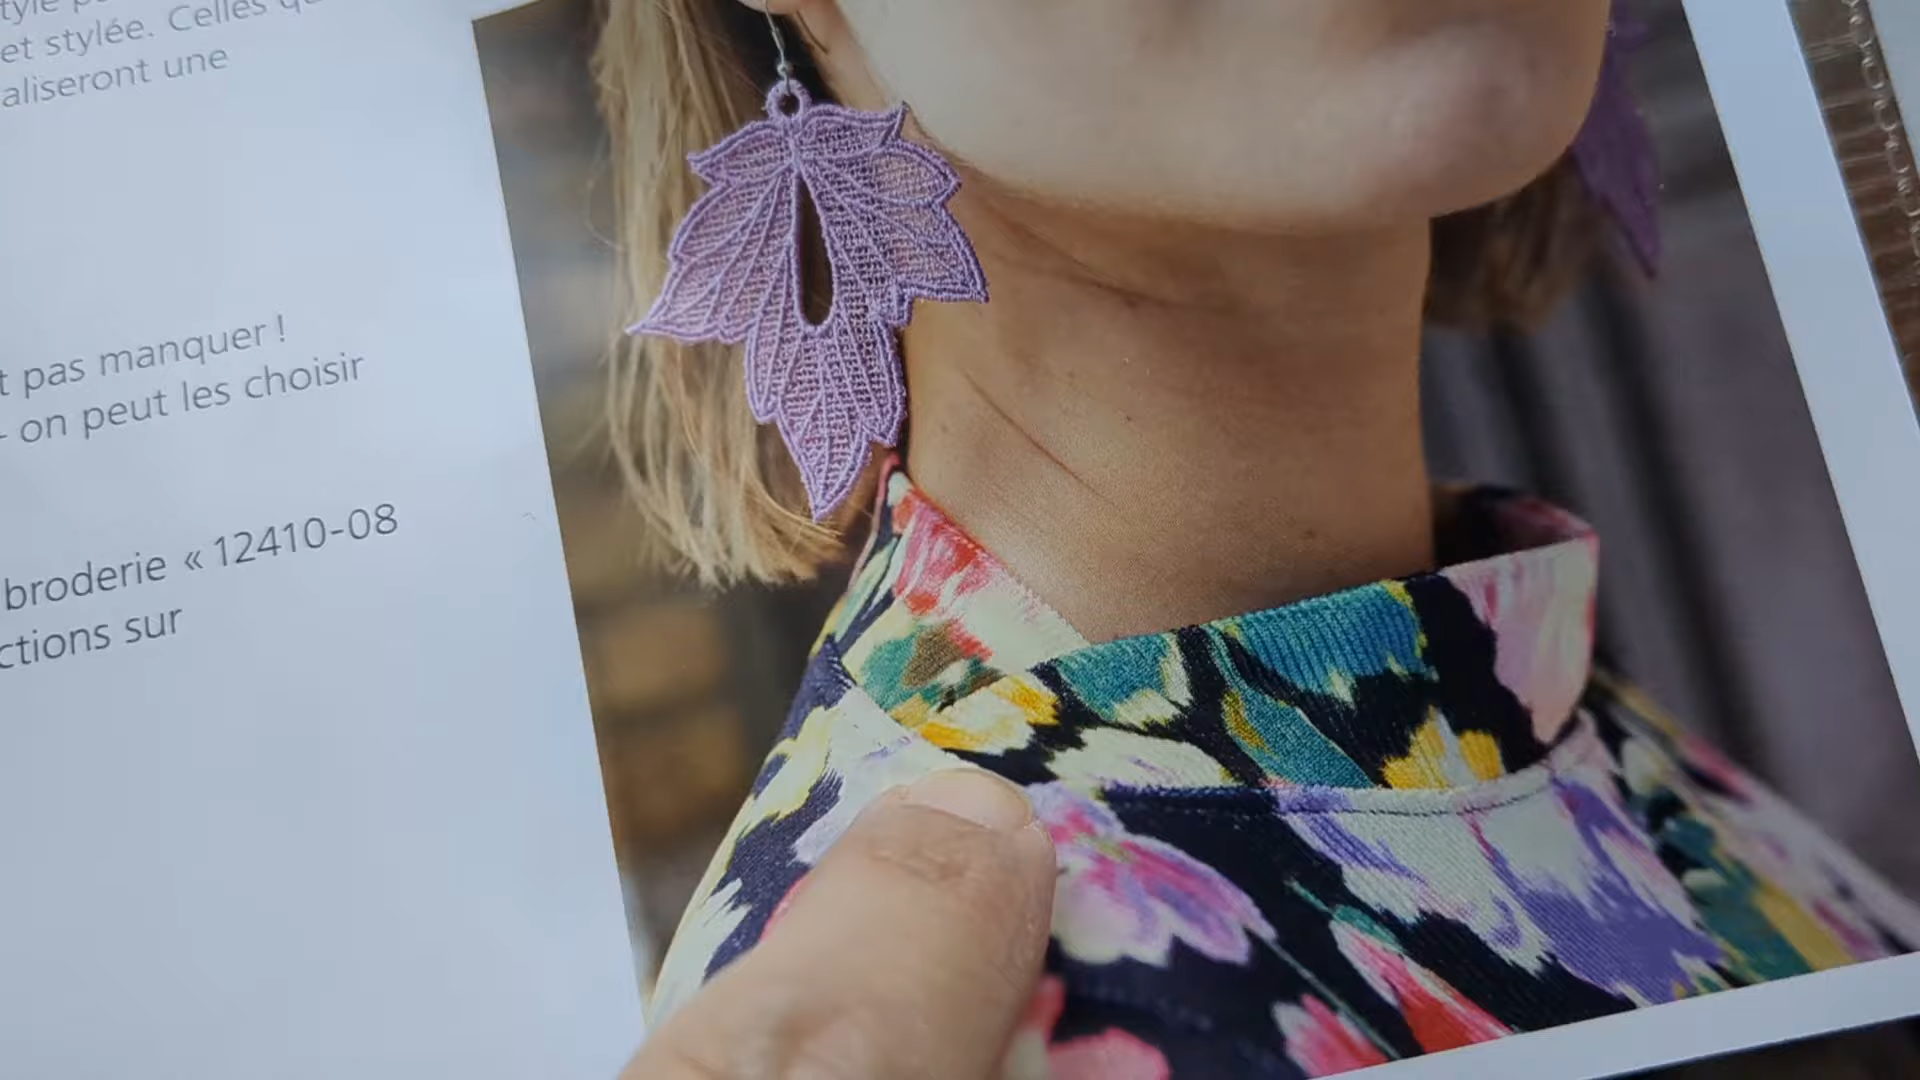 et stylée. Celles
aliseront une
t pas manquer !
- on peut les choisir
broderie « 12410-08
ctions sur